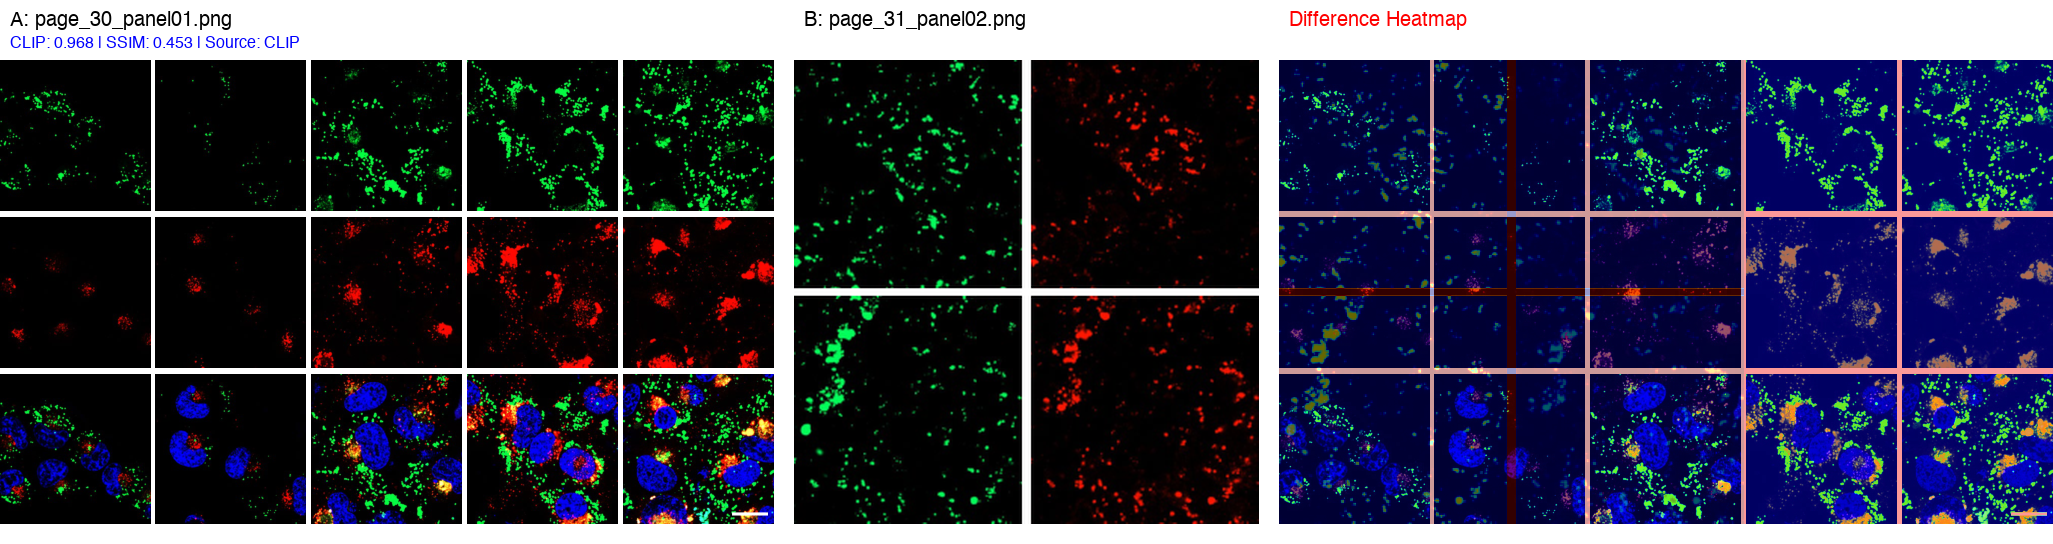 A: page_30_panel01.png
CLIP: 0.968 | SSIM: 0.453 | Source: CLIP
B: page_31_panel02.png
Difference Heatmap